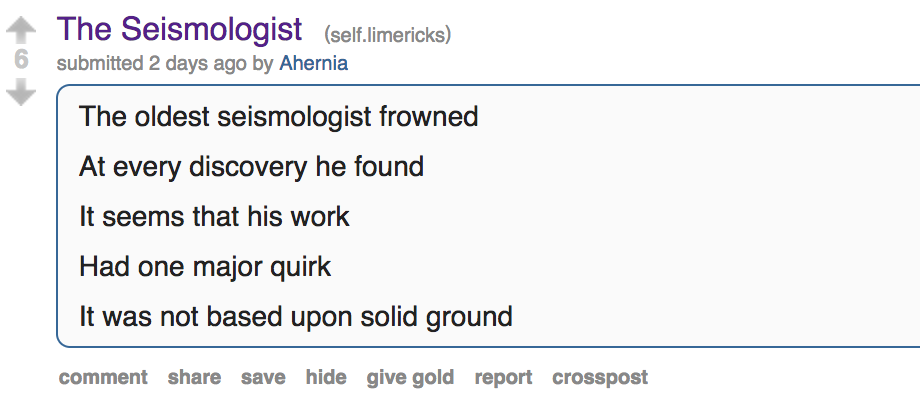 The Seismologist (self.limericks)
6
submitted 2 days ago by Ahernia
The oldest seismologist frowned
At every discovery he found
It seems that his work
Had one major quirk
It was not based upon solid ground
comment share save hide give gold report crosspost